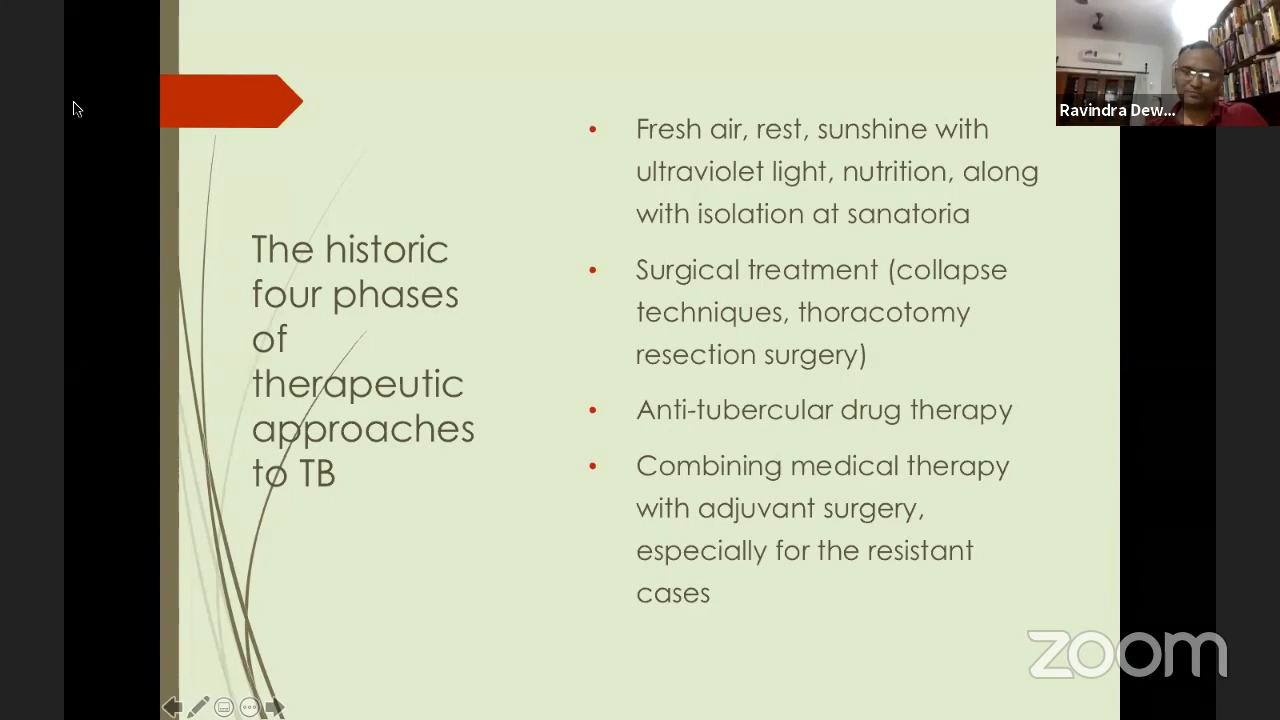 The historic
four phases
of
therapeutic
approaches
to TB
Fresh air, rest, sunshine with
ultraviolet light, nutrition, along
with isolation at sanatoria
Surgical treatment (collapse
techniques, thoracotomy
resection surgery)
Anti-tubercular drug therapy
Combining medical therapy
with adjuvant surgery,
especially for the resistant
cases
Ravindra Dew...
zoom